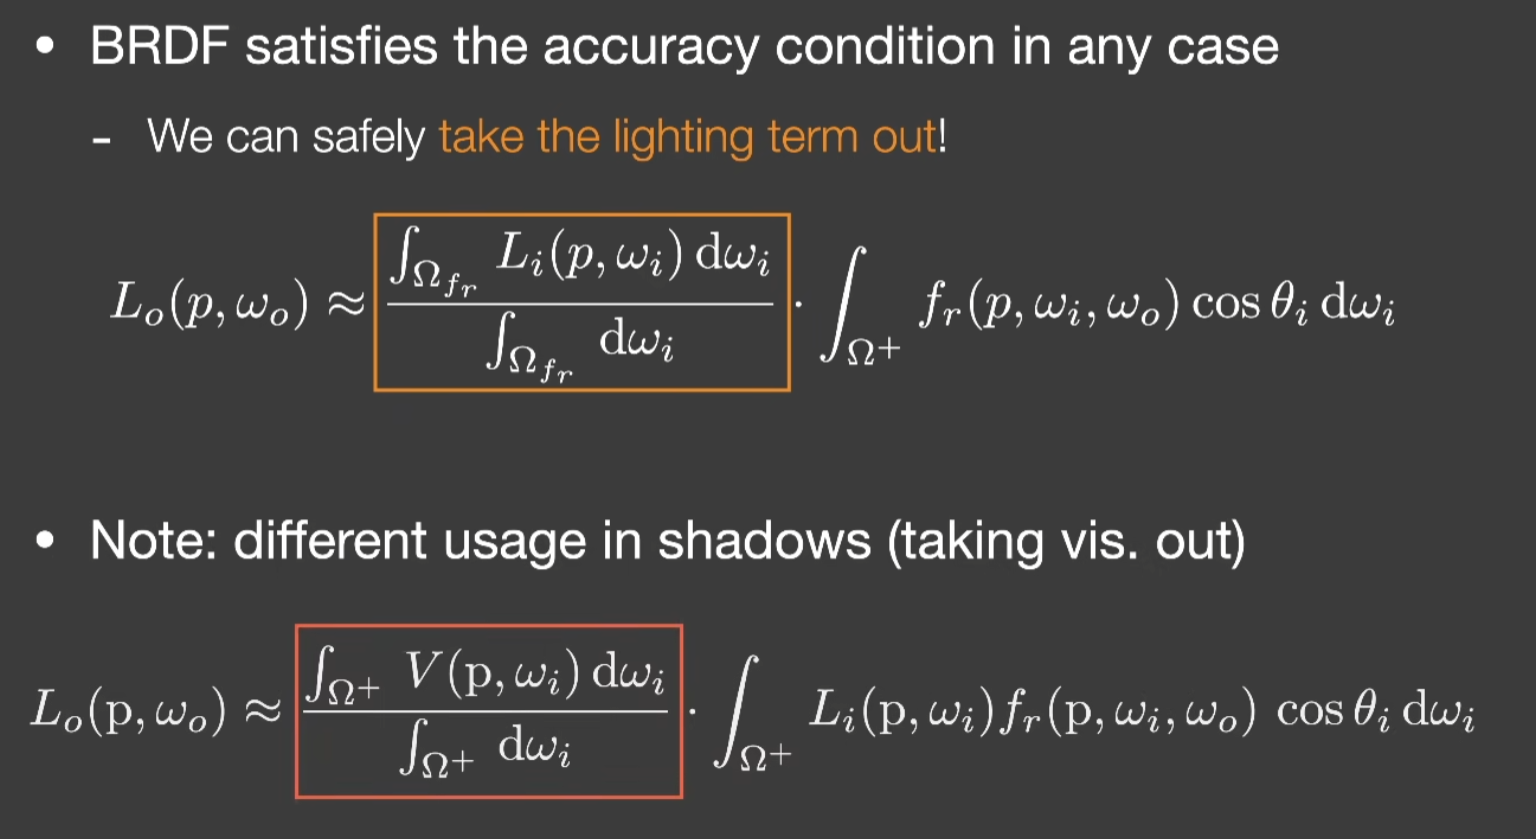 • BRDF satisfies the accuracy condition in any case
- We can safely take the lighting term out!
$L_o(p, \omega_o) \approx \frac{\int_{\Omega_{f_r}} L_i(p, \omega_i) \, \mathrm{d}\omega_i}{\int_{\Omega_{f_r}} \mathrm{d}\omega_i} \cdot \int_{\Omega^+} f_r(p, \omega_i, \omega_o) \cos \theta_i \, \mathrm{d}\omega_i$
• Note: different usage in shadows (taking vis. out)
$L_o(\mathrm{p}, \omega_o) \approx \frac{\int_{\Omega^+} V(\mathrm{p}, \omega_i) \, \mathrm{d}\omega_i}{\int_{\Omega^+} \mathrm{d}\omega_i} \cdot \int_{\Omega^+} L_i(\mathrm{p}, \omega_i) f_r(\mathrm{p}, \omega_i, \omega_o) \cos \theta_i \, \mathrm{d}\omega_i$